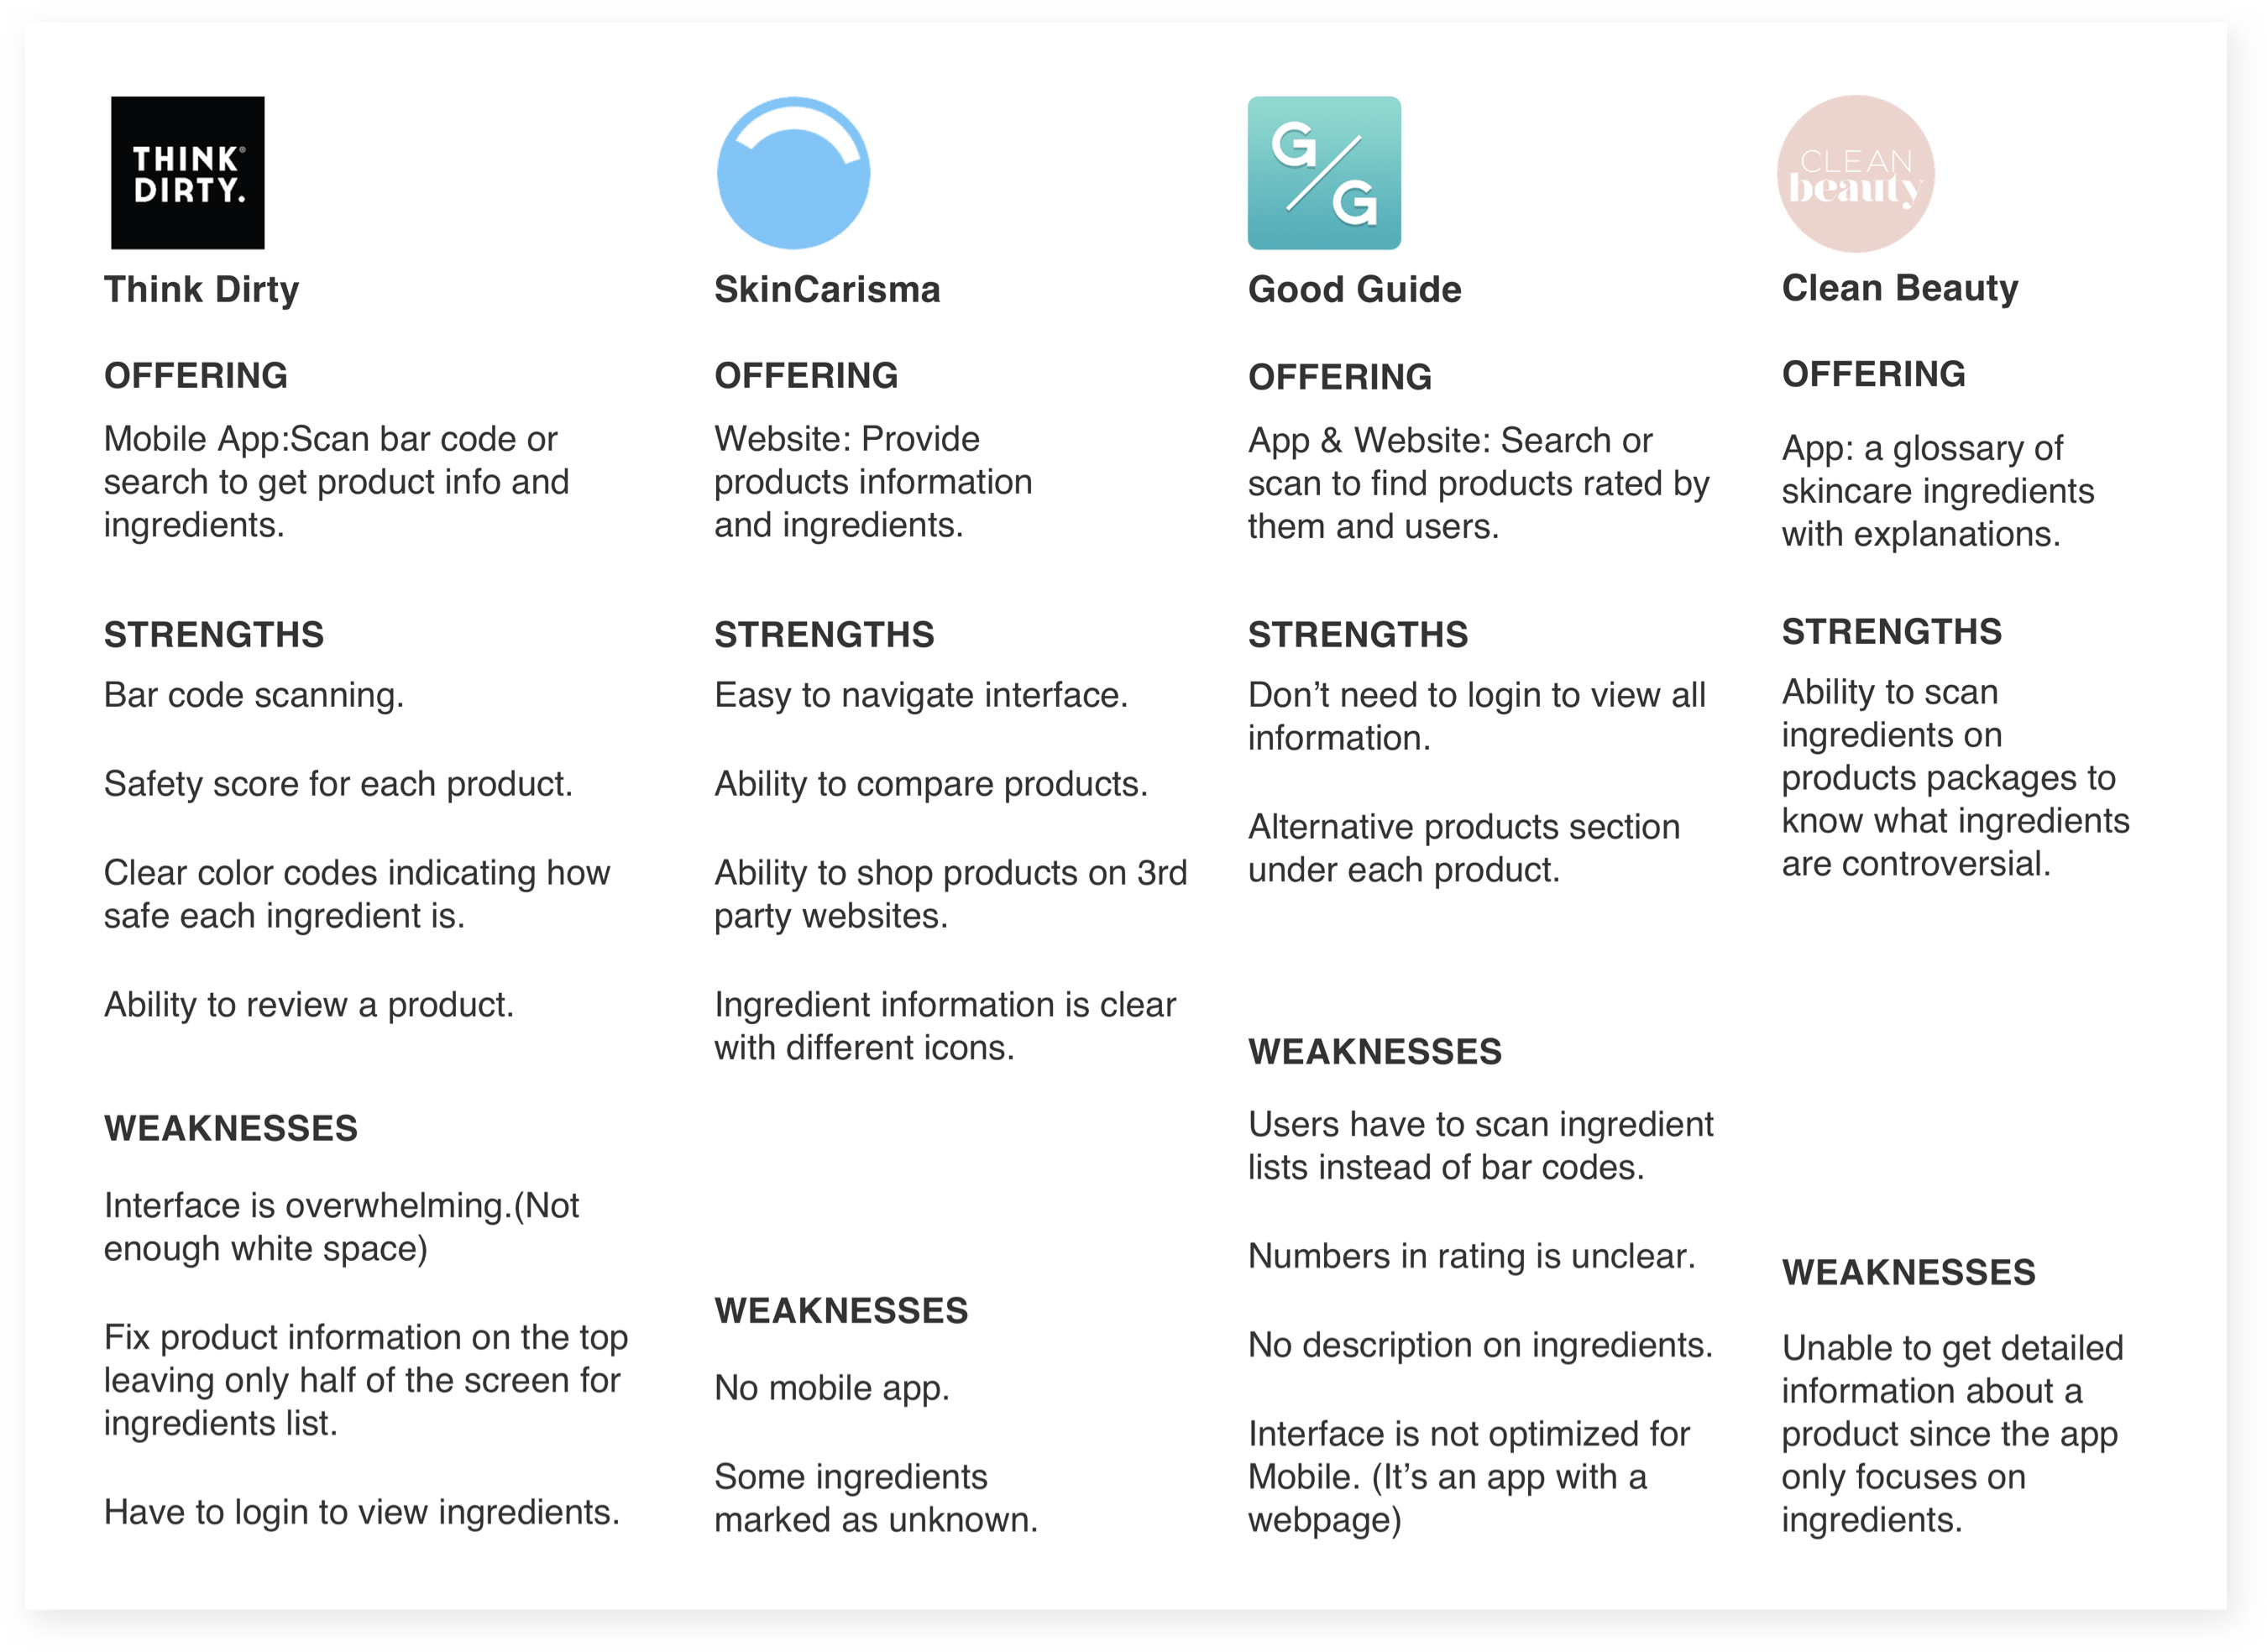 THINK®
DIRTY.
Think Dirty
OFFERING
Mobile App:Scan bar code or
search to get product info and
ingredients.
STRENGTHS
Bar code scanning.
Safety score for each product.
Clear color codes indicating how
safe each ingredient is.
Ability to review a product.
WEAKNESSES
Interface is overwhelming.(Not
enough white space)
Fix product information on the top
leaving only half of the screen for
ingredients list.
Have to login to view ingredients.
SkinCarisma
OFFERING
Website: Provide
products information
and ingredients.
STRENGTHS
Easy to navigate interface.
Ability to compare products.
Ability to shop products on 3rd
party websites.
Ingredient information is clear
with different icons.
WEAKNESSES
No mobile app.
Some ingredients
marked as unknown.
G/G
Good Guide
OFFERING
App & Website: Search or
scan to find products rated by
them and users.
STRENGTHS
Don’t need to login to view all
information.
Alternative products section
under each product.
WEAKNESSES
Users have to scan ingredient
lists instead of bar codes.
Numbers in rating is unclear.
No description on ingredients.
Interface is not optimized for
Mobile. (It’s an app with a
webpage)
CLEAN
beauty
Clean Beauty
OFFERING
App: a glossary of
skincare ingredients
with explanations.
STRENGTHS
Ability to scan
ingredients on
products packages to
know what ingredients
are controversial.
WEAKNESSES
Unable to get detailed
information about a
product since the app
only focuses on
ingredients.